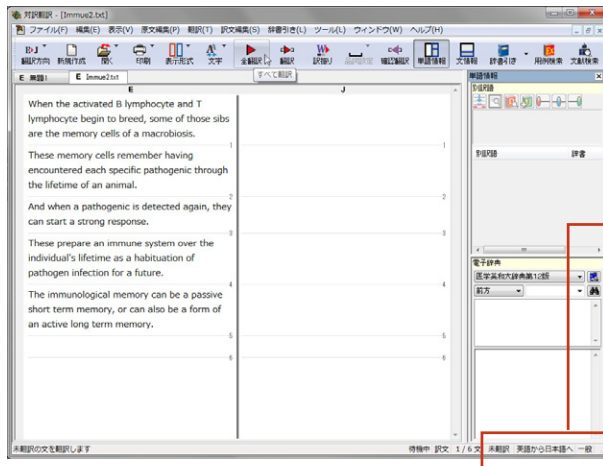 対訳翻訳 - [Immue2.txt]
ファイル(F) 編集(E) 表示(V) 原文編集(P) 翻訳(T) 訳文編集(S) 辞書引き(L) ツール(L) ウインドウ(W) ヘルプ(H)
翻訳方向 新規作成 開く 印刷 表示形式 文字 全翻訳 翻訳 訳振り 確認翻訳 単語情報 文情報 辞書引き 用例検索 文献検索
すべて翻訳
E 無題1 E Immue2txt
単語情報
別訳語
E J
When the activated B lymphocyte and T
lymphocyte begin to breed, some of those sibs
are the memory cells of a macrobiosis.
1 1
別訳語 辞書
These memory cells remember having
encountered each specific pathogenic through
the lifetime of an animal.
2 2
And when a pathogenic is detected again, they
can start a strong response.
3 3
These prepare an immune system over the
individual's lifetime as a habituation of
pathogen infection for a future.
4 4
電子辞典
医学英和大辞典第12版
前方
The immunological memory can be a passive
short term memory, or can also be a form of
an active long term memory.
5 5
6 6
未翻訳の文を翻訳します 待機中 訳文 1 / 6 文 未翻訳 英語から日本語へ 一般